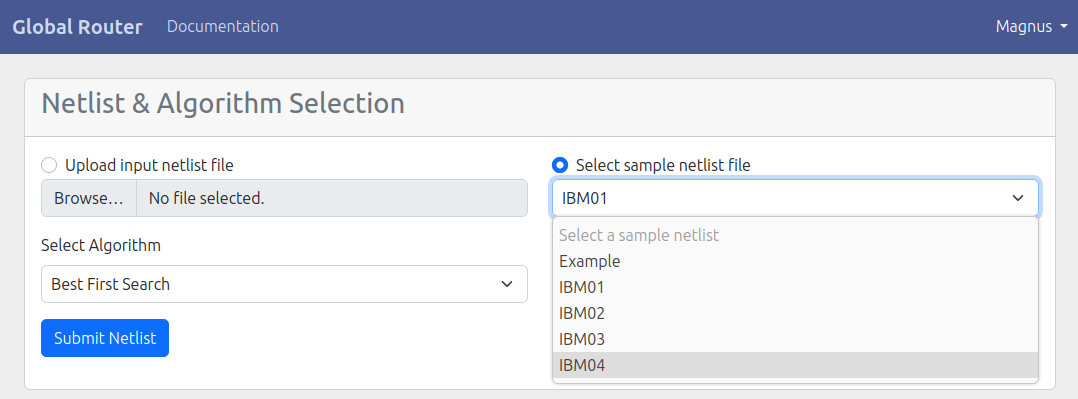 Global Router Documentation Magnus
Netlist & Algorithm Selection
Upload input netlist file
Browse... No file selected.
Select Algorithm
Best First Search
Submit Netlist
Select sample netlist file
IBM01
Select a sample netlist
Example
IBM01
IBM02
IBM03
IBM04